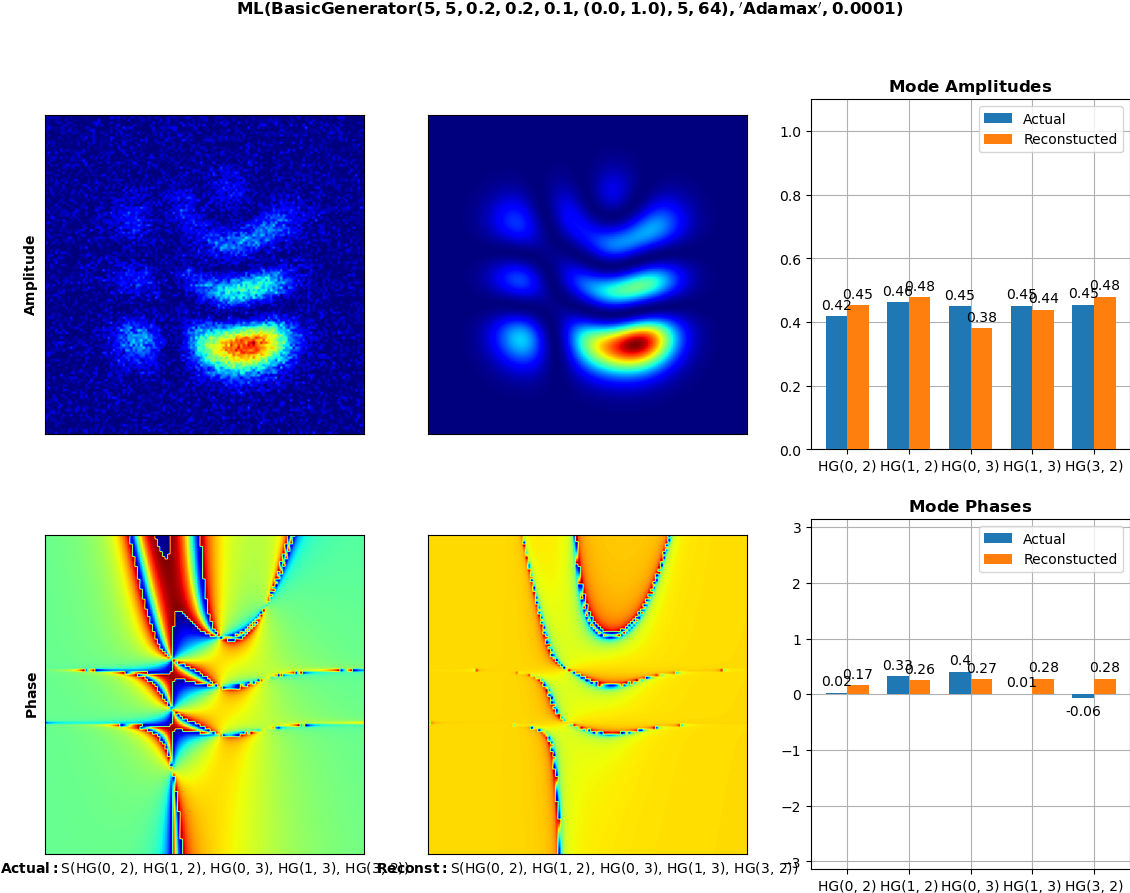 ML(BasicGenerator(5, 5, 0.2, 0.2, 0.1, (0.0, 1.0), 5, 64), 'Adamax', 0.0001)
Mode Amplitudes
Actual
Reconstucted
1.0
0.8
0.6
0.4
0.2
0.0
0.42
0.45
0.46
0.48
0.45
0.38
0.45
0.44
0.45
0.48
HG(0, 2)
HG(1, 2)
HG(0, 3)
HG(1, 3)
HG(3, 2)
Amplitude
Mode Phases
Actual
Reconstucted
3
2
1
0
−1
−2
−3
0.02
0.17
0.33
0.26
0.4
0.27
0.01
0.28
-0.06
0.28
HG(0, 2)
HG(1, 2)
HG(0, 3)
HG(1, 3)
HG(3, 2)
Phase
Actual: S(HG(0, 2), HG(1, 2), HG(0, 3), HG(1, 3), HG(3, 2))
Reconst: S(HG(0, 2), HG(1, 2), HG(0, 3), HG(1, 3), HG(3, 2))